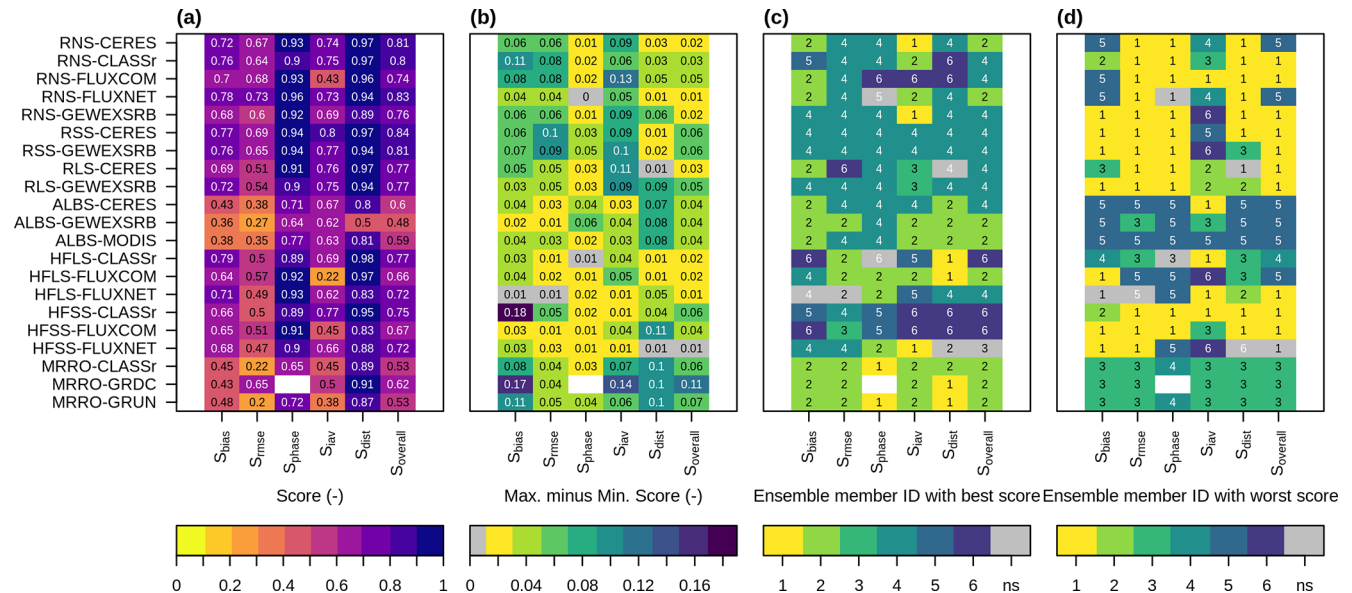 (a) (b) (c) (d)
RNS-CERES 0.72 0.67 0.93 0.74 0.97 0.81 0.06 0.06 0.01 0.09 0.03 0.02 2 4 4 1 4 2 5 1 1 4 1 5
RNS-CLASSr 0.76 0.64 0.9 0.75 0.97 0.8 0.11 0.08 0.02 0.06 0.03 0.03 5 4 4 2 6 4 2 1 1 3 1 1
RNS-FLUXCOM 0.7 0.68 0.93 0.43 0.96 0.74 0.08 0.08 0.02 0.13 0.05 0.05 2 4 6 6 6 4 5 1 1 1 1 1
RNS-FLUXNET 0.78 0.73 0.96 0.73 0.94 0.83 0.04 0.04 0 0.05 0.01 0.01 2 4 5 2 4 2 5 1 1 4 1 5
RNS-GEWEXSRB 0.68 0.6 0.92 0.69 0.89 0.76 0.06 0.06 0.01 0.09 0.06 0.02 4 4 4 1 4 4 1 1 1 6 1 1
RSS-CERES 0.77 0.69 0.94 0.8 0.97 0.84 0.06 0.1 0.03 0.09 0.01 0.06 4 4 4 4 4 4 1 1 1 5 1 1
RSS-GEWEXSRB 0.76 0.65 0.94 0.77 0.94 0.81 0.07 0.09 0.05 0.1 0.02 0.06 4 4 4 4 4 4 1 1 1 6 3 1
RLS-CERES 0.69 0.51 0.91 0.76 0.97 0.77 0.05 0.05 0.03 0.11 0.01 0.03 2 6 4 3 4 4 3 1 1 2 1 1
RLS-GEWEXSRB 0.72 0.54 0.9 0.75 0.94 0.77 0.03 0.05 0.03 0.09 0.09 0.05 4 4 4 3 4 4 1 1 1 2 2 1
ALBS-CERES 0.43 0.38 0.71 0.67 0.8 0.6 0.04 0.03 0.04 0.03 0.07 0.04 2 4 4 4 2 4 5 5 5 1 5 5
ALBS-GEWEXSRB 0.36 0.27 0.64 0.62 0.5 0.48 0.02 0.01 0.06 0.04 0.08 0.04 2 2 4 2 2 2 5 3 5 3 5 5
ALBS-MODIS 0.38 0.35 0.77 0.63 0.81 0.59 0.04 0.03 0.02 0.03 0.08 0.04 2 4 4 2 2 2 5 5 5 5 5 5
HFLS-CLASSr 0.79 0.5 0.89 0.69 0.98 0.77 0.03 0.01 0.01 0.04 0.01 0.01 6 2 6 5 1 6 4 3 3 1 3 4
HFLS-FLUXCOM 0.64 0.57 0.92 0.22 0.97 0.66 0.04 0.02 0.02 0.05 0.01 0.02 4 2 2 2 1 2 1 5 5 6 3 5
HFLS-FLUXNET 0.71 0.49 0.93 0.62 0.83 0.72 0.01 0.01 0.02 0.01 0.05 0.01 4 2 2 5 4 4 1 5 5 1 2 1
HFSS-CLASSr 0.66 0.5 0.89 0.77 0.95 0.75 0.18 0.05 0.02 0.02 0.04 0.06 5 4 5 6 6 6 2 1 1 1 1 1
HFSS-FLUXCOM 0.65 0.51 0.91 0.45 0.83 0.67 0.03 0.01 0.01 0.04 0.11 0.04 6 3 5 6 6 6 1 1 1 3 1 1
HFSS-FLUXNET 0.68 0.47 0.9 0.66 0.88 0.72 0.03 0.01 0.01 0.02 0.01 0.01 4 4 2 1 2 3 1 1 5 6 6 1
MRRO-CLASSr 0.45 0.22 0.65 0.45 0.89 0.53 0.08 0.04 0.03 0.07 0.1 0.06 2 2 1 2 2 2 3 3 4 3 3 3
MRRO-GRDC 0.43 0.65 0.5 0.91 0.62 0.17 0.04 0.14 0.12 0.11 2 2 2 1 2 3 3 3 3 3
MRRO-GRUN 0.48 0.2 0.72 0.38 0.87 0.53 0.11 0.05 0.04 0.06 0.1 0.07 2 2 1 2 1 2 3 3 4 3 3 3
Sbias Srmse Sphase Siav Sdist Soverall Sbias Srmse Sphase Siav Sdist Soverall Sbias Srmse Sphase Siav Sdist Soverall Sbias Srmse Sphase Siav Sdist Soverall
Score (-) Max. minus Min. Score (-) Ensemble member ID with best score Ensemble member ID with worst score
0 0.2 0.4 0.6 0.8 1 0 0.04 0.08 0.12 0.16 1 2 3 4 5 6 ns 1 2 3 4 5 6 ns